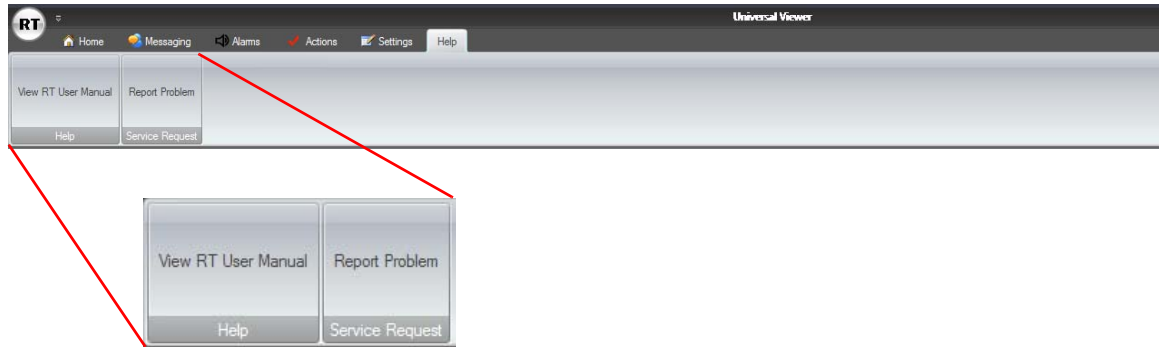 Universal Viewer
RT
Home Messaging Alarms Actions Settings Help
View RT User Manual Report Problem
Help Service Request
View RT User Manual Report Problem
Help Service Request